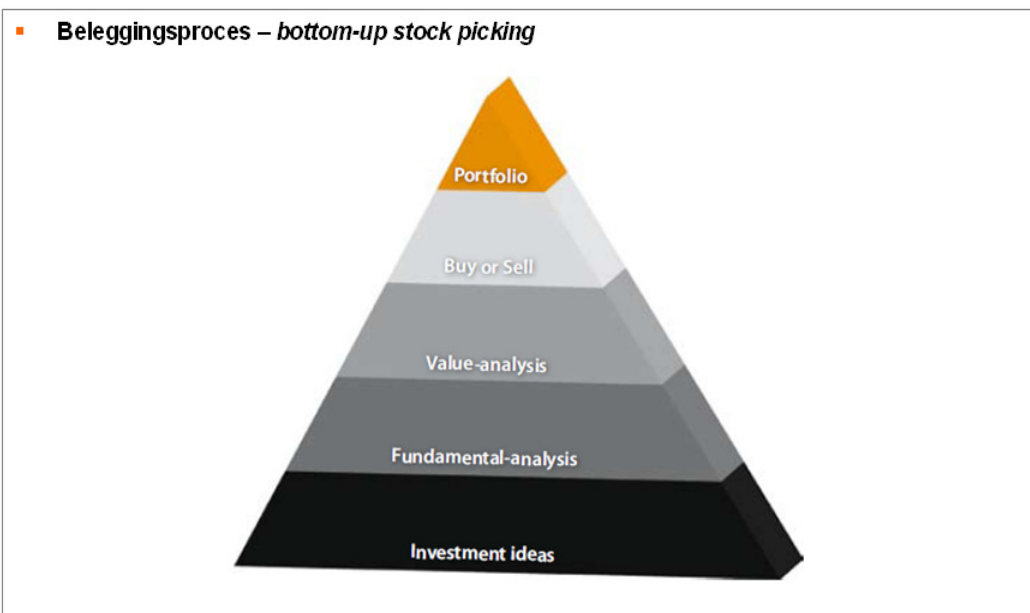 Beleggingsproces – bottom-up stock picking
Portfolio
Buy or Sell
Value-analysis
Fundamental-analysis
Investment ideas